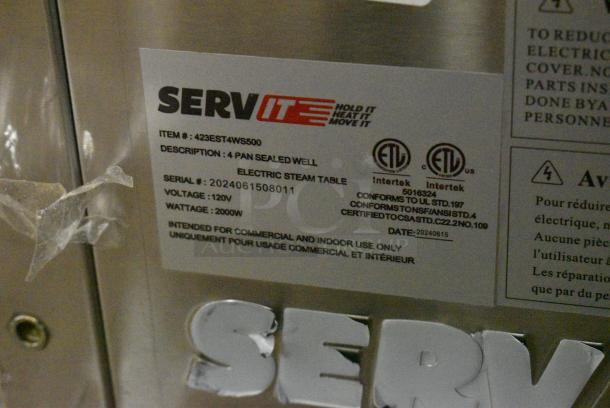 SERVIT HOLD IT HEAT IT MOVE IT
ITEM # : 423EST4WS500
DESCRIPTION : 4 PAN SEALED WELL
ELECTRIC STEAM TABLE
SERIAL # : 2024061508011
VOLTAGE : 120V
WATTAGE : 2000W
ETL
Intertek
C ETL US
Intertek
5016324
CONFORMS TO UL STD.197
CONFORMS TO NSF/ANSI STD.4
CERTIFIED TO CSA STD.C22.2 NO.109
DATE:20240615
INTENDED FOR COMMERCIAL AND INDOOR USE ONLY
UNIQUEMENT POUR USAGE COMMERCIAL ET INTÉRIEUR
TO REDUC
ELECTRIC
COVER.NO
PARTS INS
DONE BY A
PERSONNE
Av
Pour réduire
électrique, n
Aucune pièc
l'utilisateur à
Les réparatio
que par du pe
SERV